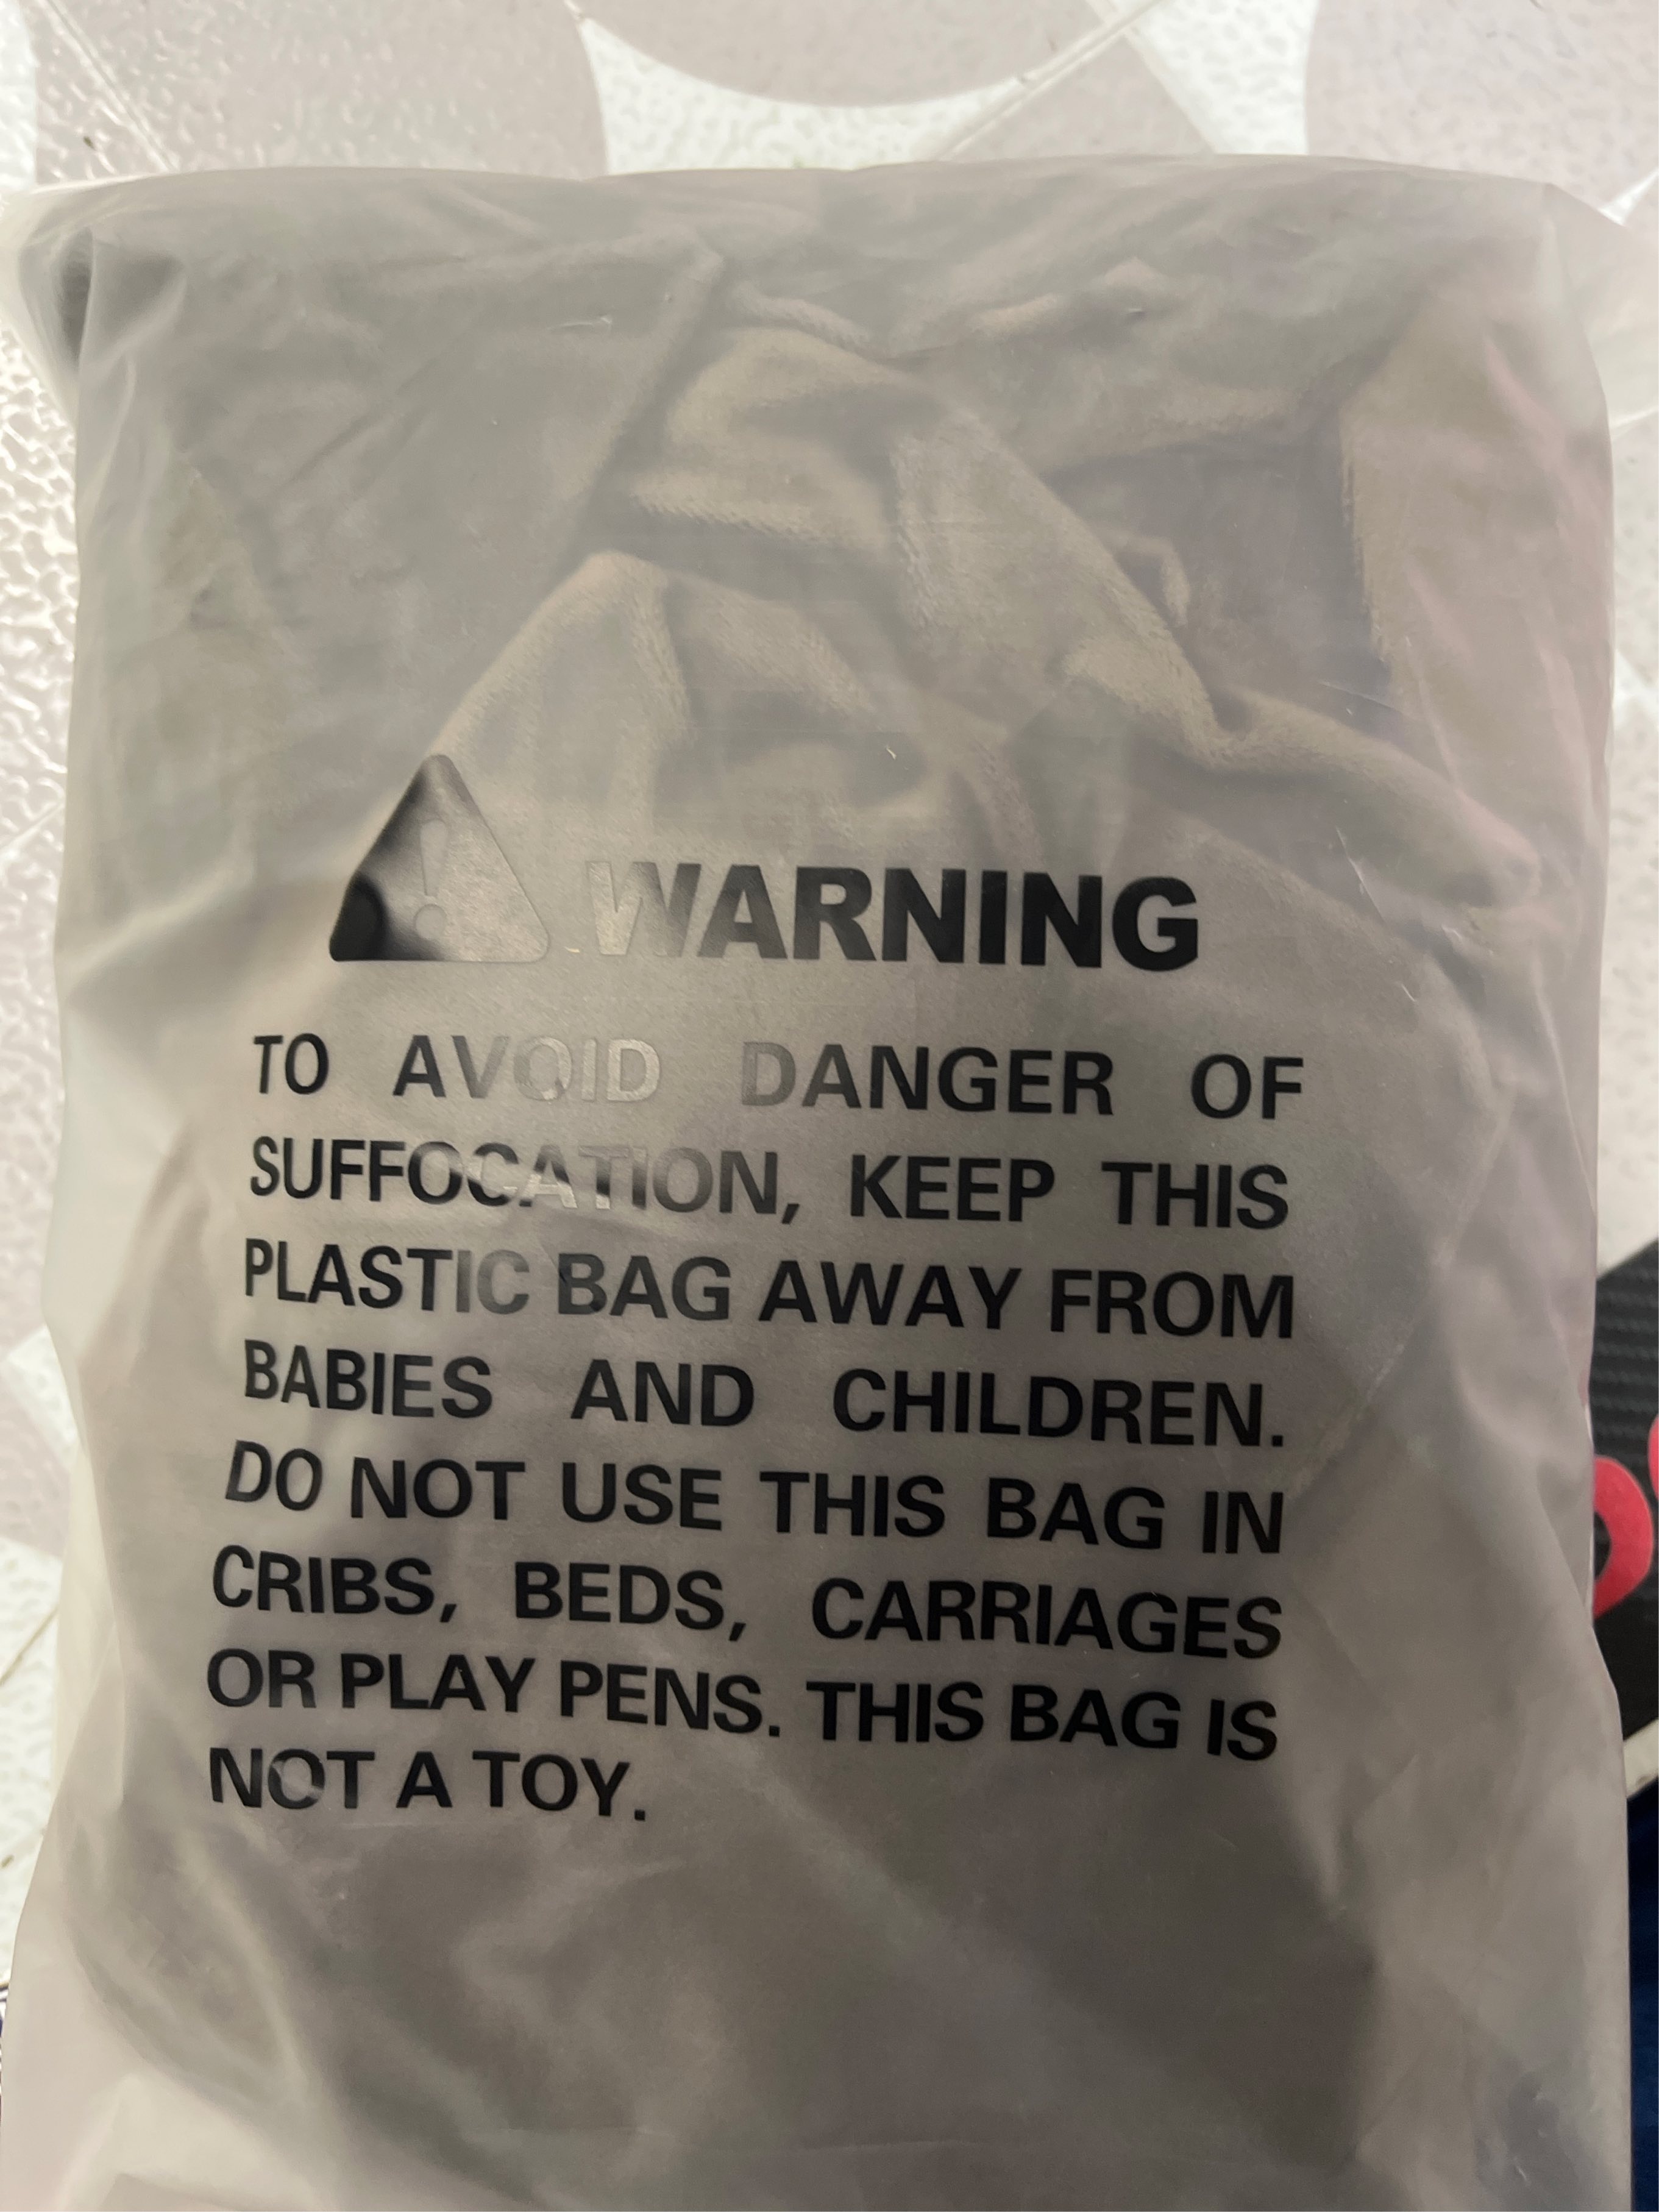 WARNING
TO AVOID DANGER OF
SUFFOCATION, KEEP THIS
PLASTIC BAG AWAY FROM
BABIES AND CHILDREN.
DO NOT USE THIS BAG IN
CRIBS, BEDS, CARRIAGES
OR PLAY PENS. THIS BAG IS
NOT A TOY.